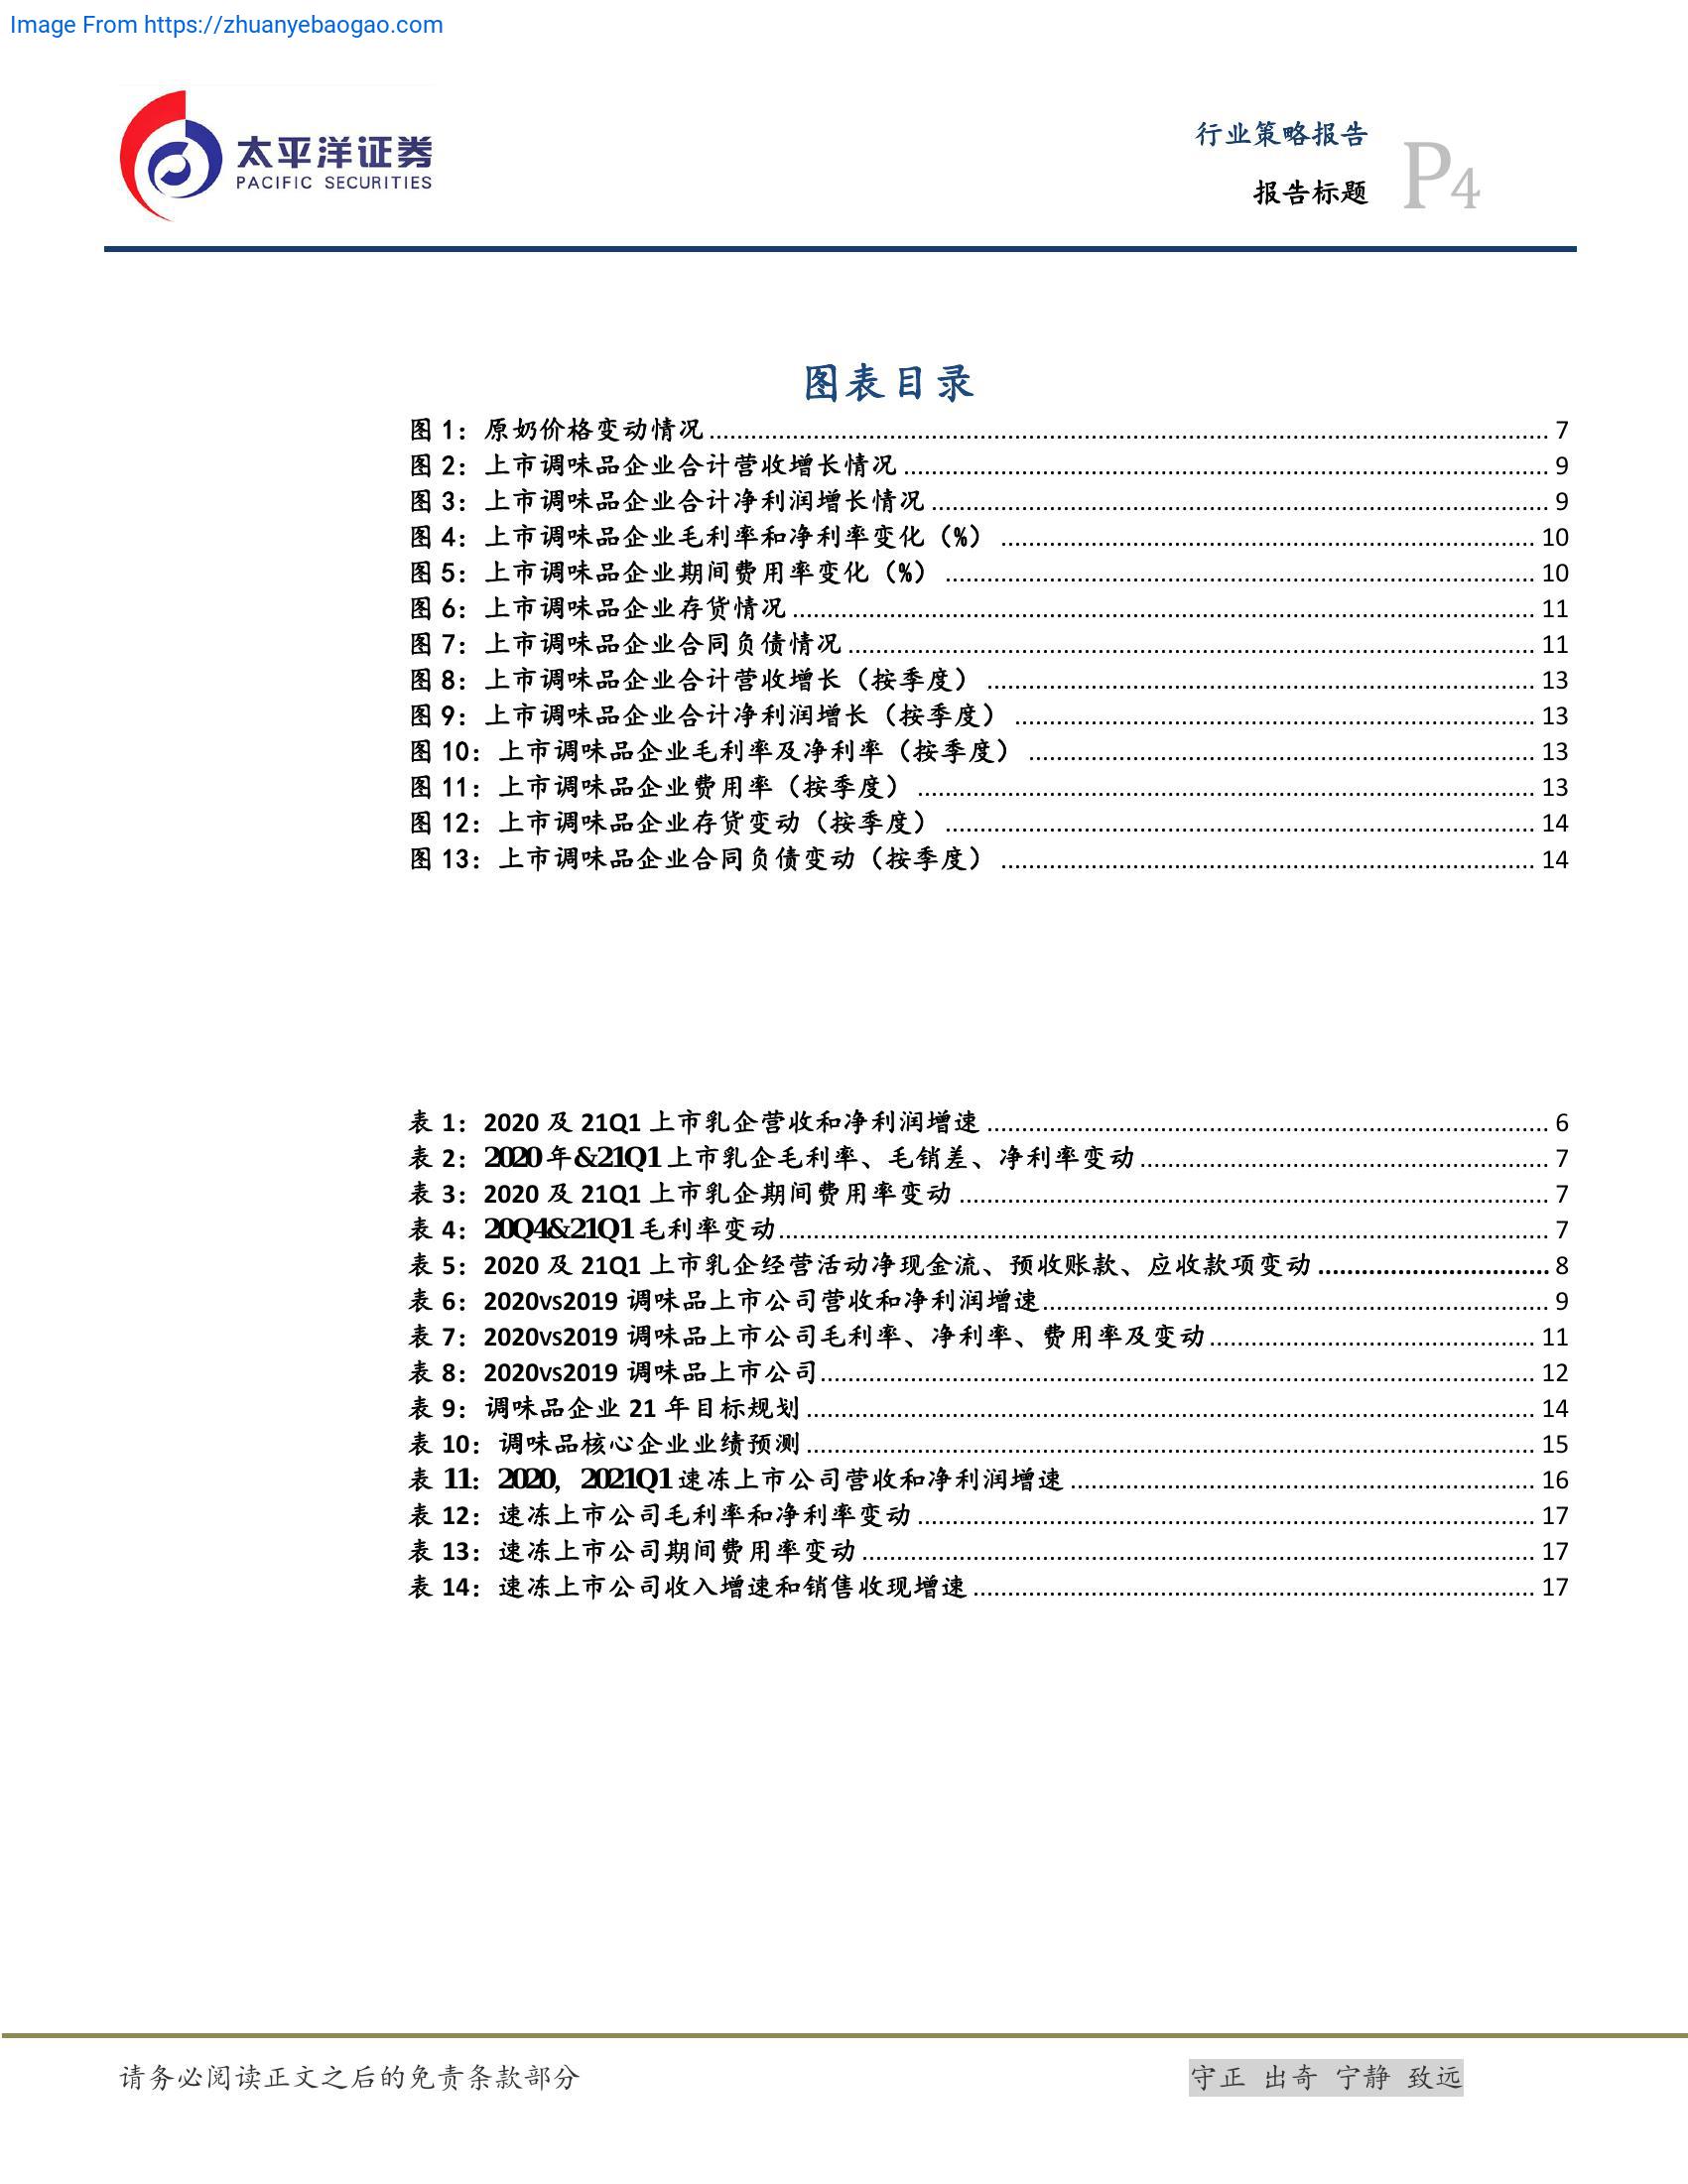 Image From https://zhuanyebaogao.com
太平洋证券
PACIFIC SECURITIES
行业策略报告
报告标题
P4
图表目录
图 1：原奶价格变动情况 7
图 2：上市调味品企业合计营收增长情况 9
图 3：上市调味品企业合计净利润增长情况 9
图 4：上市调味品企业毛利率和净利率变化（%） 10
图 5：上市调味品企业期间费用率变化（%） 10
图 6：上市调味品企业存货情况 11
图 7：上市调味品企业合同负债情况 11
图 8：上市调味品企业合计营收增长（按季度） 13
图 9：上市调味品企业合计净利润增长（按季度） 13
图 10：上市调味品企业毛利率及净利率（按季度） 13
图 11：上市调味品企业费用率（按季度） 13
图 12：上市调味品企业存货变动（按季度） 14
图 13：上市调味品企业合同负债变动（按季度） 14
表 1：2020 及 21Q1 上市乳企营收和净利润增速 6
表 2：2020 年&21Q1 上市乳企毛利率、毛销差、净利率变动 7
表 3：2020 及 21Q1 上市乳企期间费用率变动 7
表 4：20Q4&21Q1 毛利率变动 7
表 5：2020 及 21Q1 上市乳企经营活动净现金流、预收账款、应收款项变动 8
表 6：2020vs2019 调味品上市公司营收和净利润增速 9
表 7：2020vs2019 调味品上市公司毛利率、净利率、费用率及变动 11
表 8：2020vs2019 调味品上市公司 12
表 9：调味品企业 21 年目标规划 14
表 10：调味品核心企业业绩预测 15
表 11：2020，2021Q1 速冻上市公司营收和净利润增速 16
表 12：速冻上市公司毛利率和净利率变动 17
表 13：速冻上市公司期间费用率变动 17
表 14：速冻上市公司收入增速和销售收现增速 17
请务必阅读正文之后的免责条款部分
守正 出奇 宁静 致远